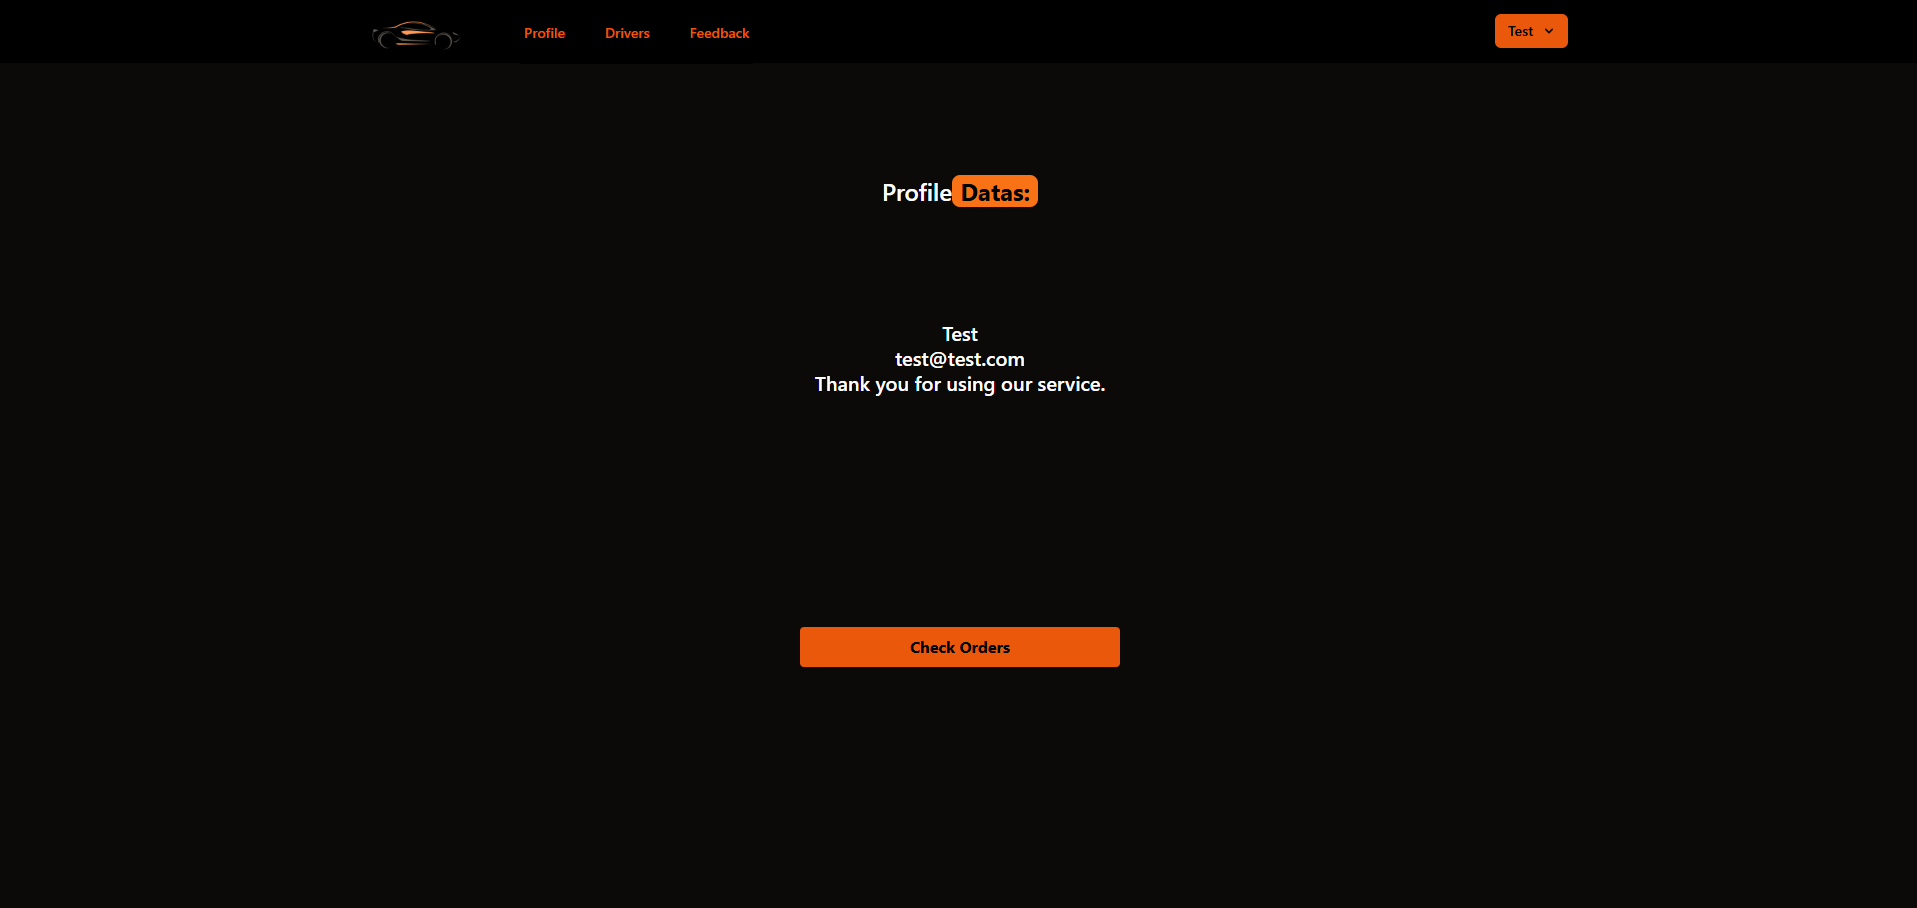 Profile Drivers Feedback Test
Profile Datas:
Test
test@test.com
Thank you for using our service.
Check Orders